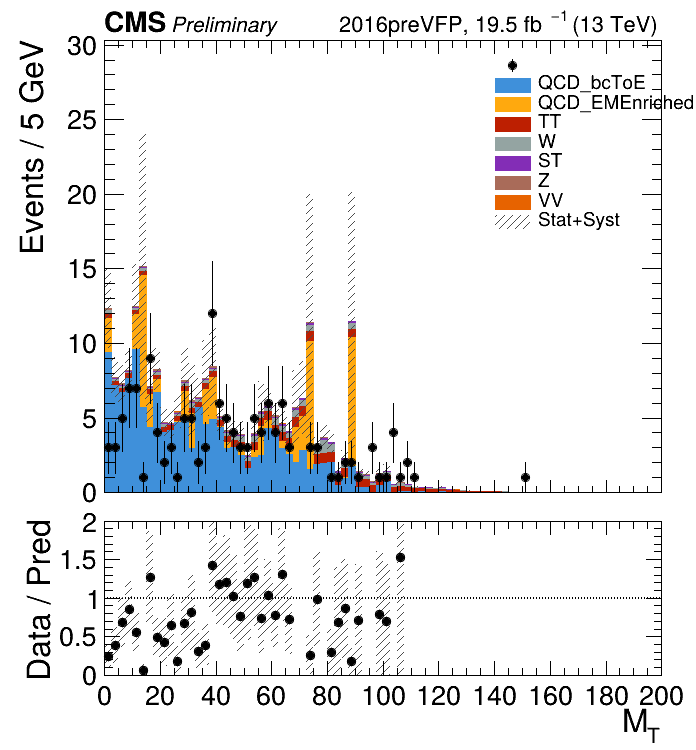 CMS Preliminary 2016preVFP, 19.5 fb⁻¹ (13 TeV)
Events / 5 GeV
30
25
20
15
10
5
0
QCD_bcToE
QCD_EMEnriched
TT
W
ST
Z
VV
Stat+Syst
Data / Pred
2
1.5
1
0.5
0
0 20 40 60 80 100 120 140 160 180 200
M_T